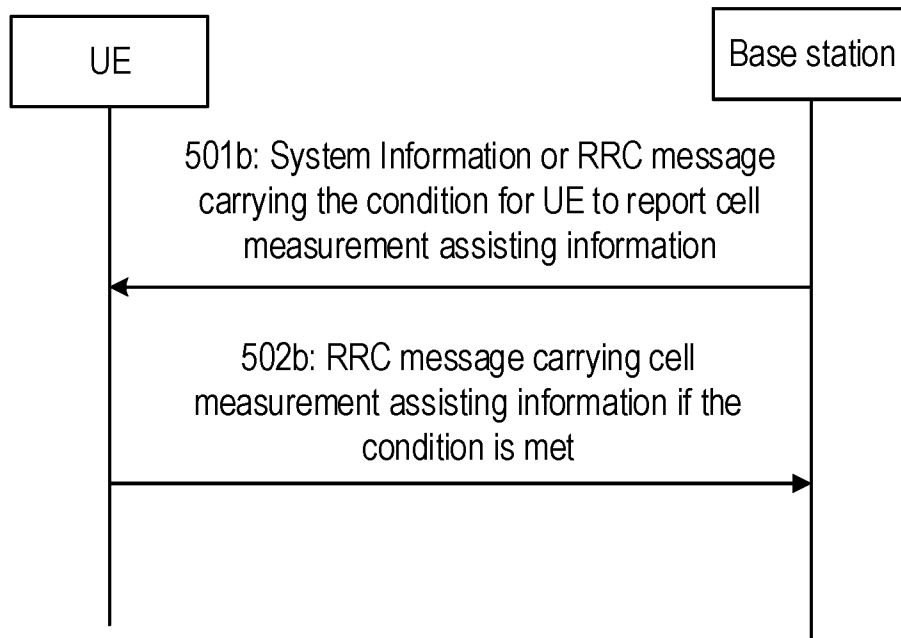 UE
Base station
501b: System Information or RRC message
carrying the condition for UE to report cell
measurement assisting information
502b: RRC message carrying cell
measurement assisting information if the
condition is met